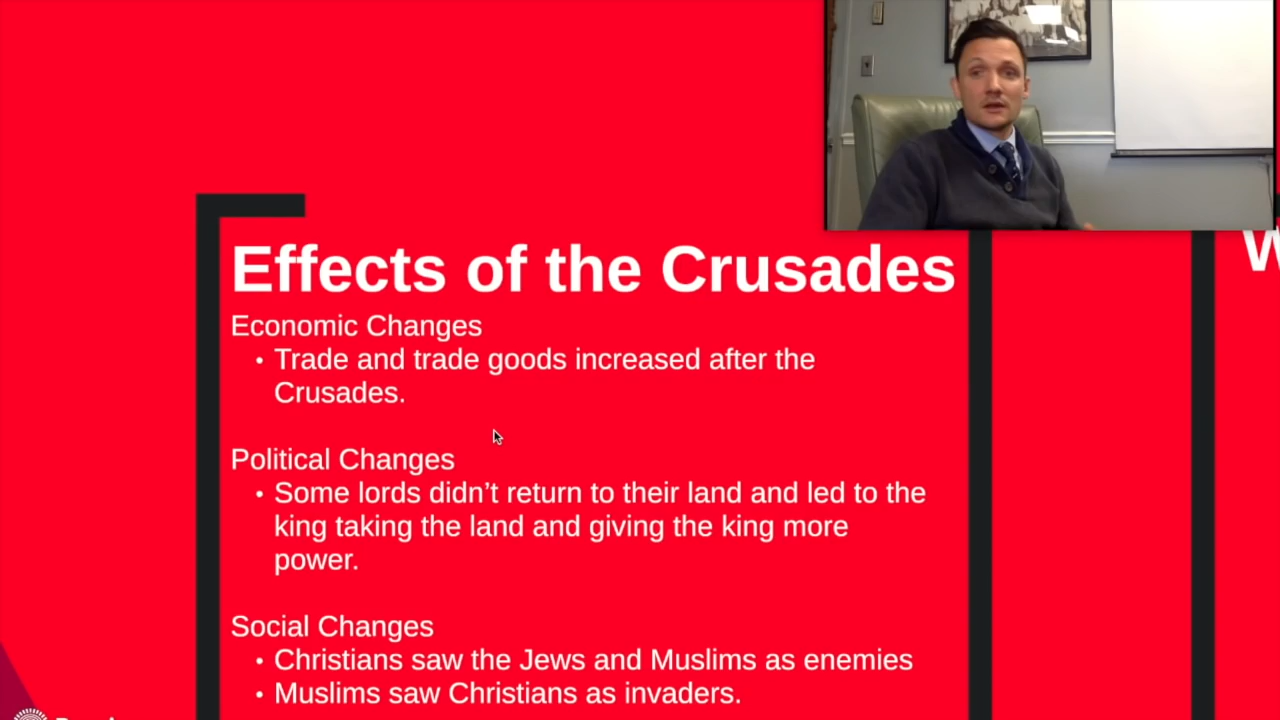 Effects of the Crusades
Economic Changes
• Trade and trade goods increased after the
Crusades.
Political Changes
• Some lords didn’t return to their land and led to the
king taking the land and giving the king more
power.
Social Changes
• Christians saw the Jews and Muslims as enemies
• Muslims saw Christians as invaders.